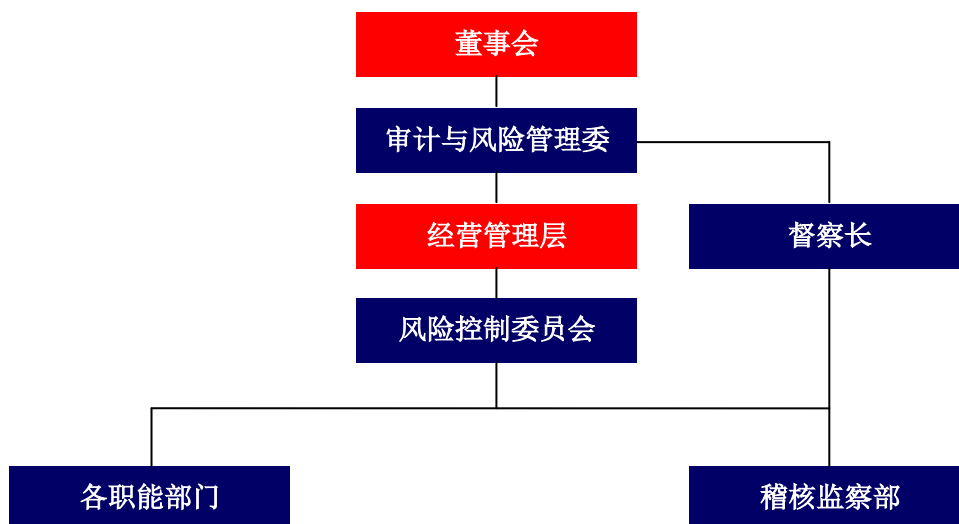 董事会
审计与风险管理委
经营管理层
督察长
风险控制委员会
各职能部门
稽核监察部